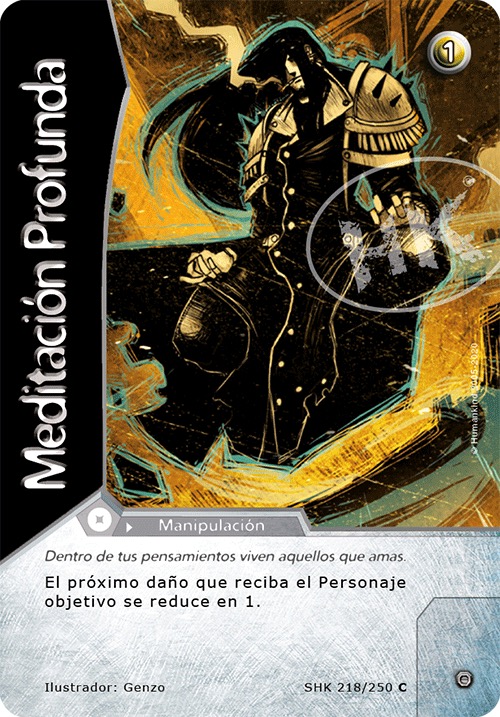 Meditación Profunda
1
HK
Manipulación
Dentro de tus pensamientos viven aquellos que amas.
El próximo daño que reciba el Personaje
objetivo se reduce en 1.
Ilustrador: Genzo
SHK 218/250 C